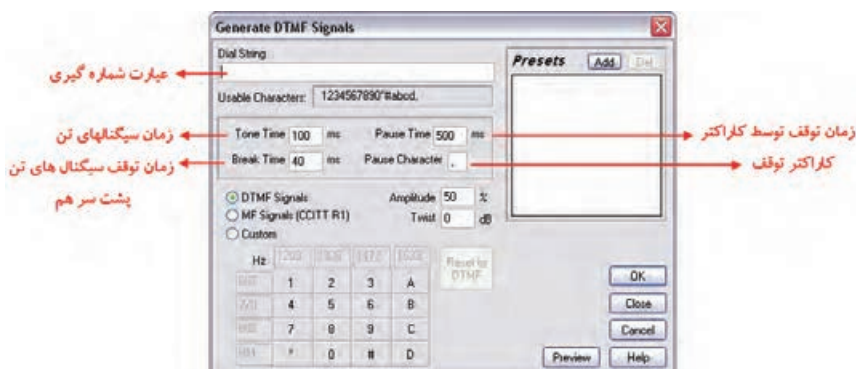 Generate DTMF Signals
Dial String
عبارت شماره گیری
Usable Characters: 1234567890*#abcd,
Presets Add Del
زمان سیگنالهای تن
Tone Time 100 ms Pause Time 500 ms
زمان توقف توسط کاراکتر
زمان توقف سیگنال های تن
پشت سر هم
Break Time 40 ms Pause Character ,
کاراکتر توقف
DTMF Signals Amplitude 50 %
MF Signals (CCITT R1) Twist 0 dB
Custom
Hz
Reset to
DTMF
1 2 3 A
4 5 6 B
7 8 9 C
* 0 # D
OK
Close
Cancel
Preview Help